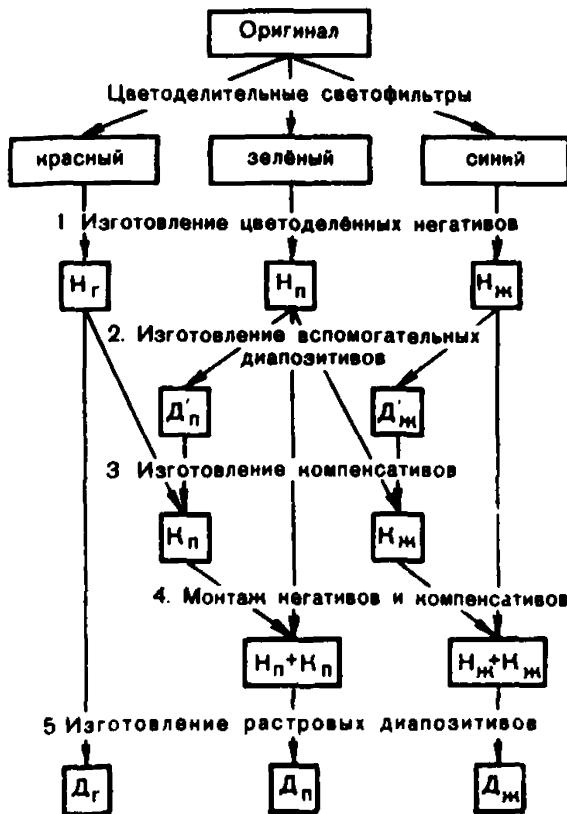 Оригинал
Цветоделительные светофильтры
красный зелёный синий
1 Изготовление цветоделённых негативов
Нг Нп Нж
2. Изготовление вспомогательных
диапозитивов
Д'п Д'ж
3 Изготовление компенсативов
Кп Кж
4. Монтаж негативов и компенсативов
Нп+Кп Нж+Кж
5 Изготовление растровых диапозитивов
Дг Дп Дж